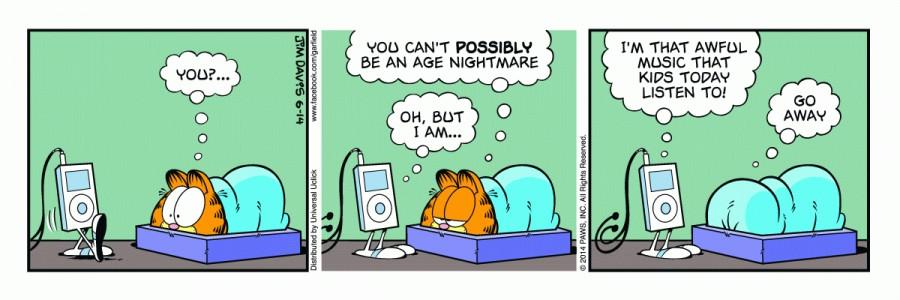 YOU?...
JIM DAVIS 6-14
www.facebook.com/garfield
Distributed by Universal Uclick
YOU CAN'T POSSIBLY
BE AN AGE NIGHTMARE
OH, BUT
I AM...
© 2014 PAWS, INC. All Rights Reserved.
I'M THAT AWFUL
MUSIC THAT
KIDS TODAY
LISTEN TO!
GO
AWAY